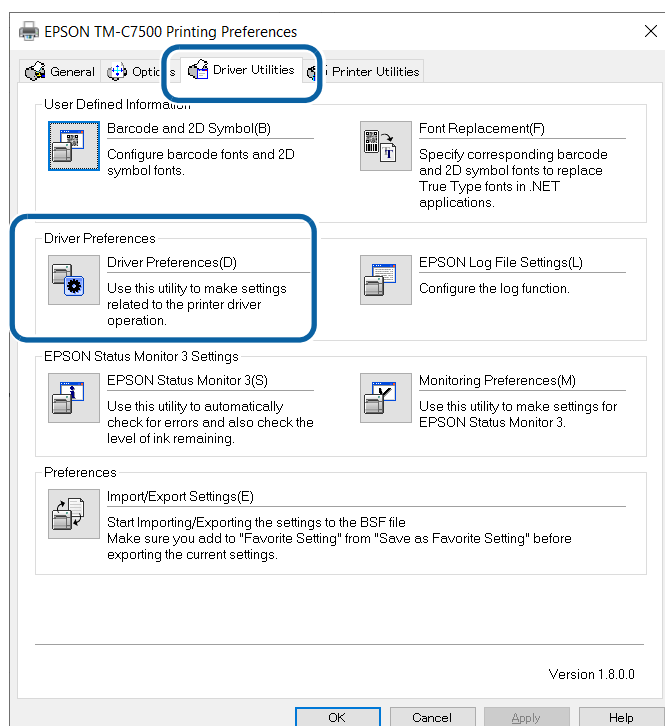 EPSON TM-C7500 Printing Preferences
General Options Driver Utilities Printer Utilities
User Defined Information
Barcode and 2D Symbol(B)
Configure barcode fonts and 2D
symbol fonts.
Font Replacement(F)
Specify corresponding barcode
and 2D symbol fonts to replace
True Type fonts in .NET
applications.
Driver Preferences
Driver Preferences(D)
Use this utility to make settings
related to the printer driver
operation.
EPSON Log File Settings(L)
Configure the log function.
EPSON Status Monitor 3 Settings
EPSON Status Monitor 3(S)
Use this utility to automatically
check for errors and also check the
level of ink remaining.
Monitoring Preferences(M)
Use this utility to make settings for
EPSON Status Monitor 3.
Preferences
Import/Export Settings(E)
Start Importing/Exporting the settings to the BSF file
Make sure you add to "Favorite Setting" from "Save as Favorite Setting" before
exporting the current settings.
Version 1.8.0.0
OK Cancel Apply Help